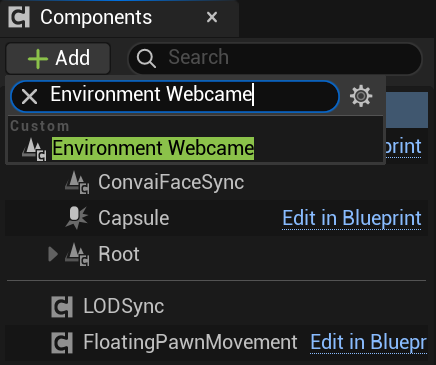 Components
Add
Search
Environment Webcame
Custom
Environment Webcame
print
ConvaiFaceSync
Capsule Edit in Blueprint
Root
LODSync
FloatingPawnMovement Edit in Bluepr